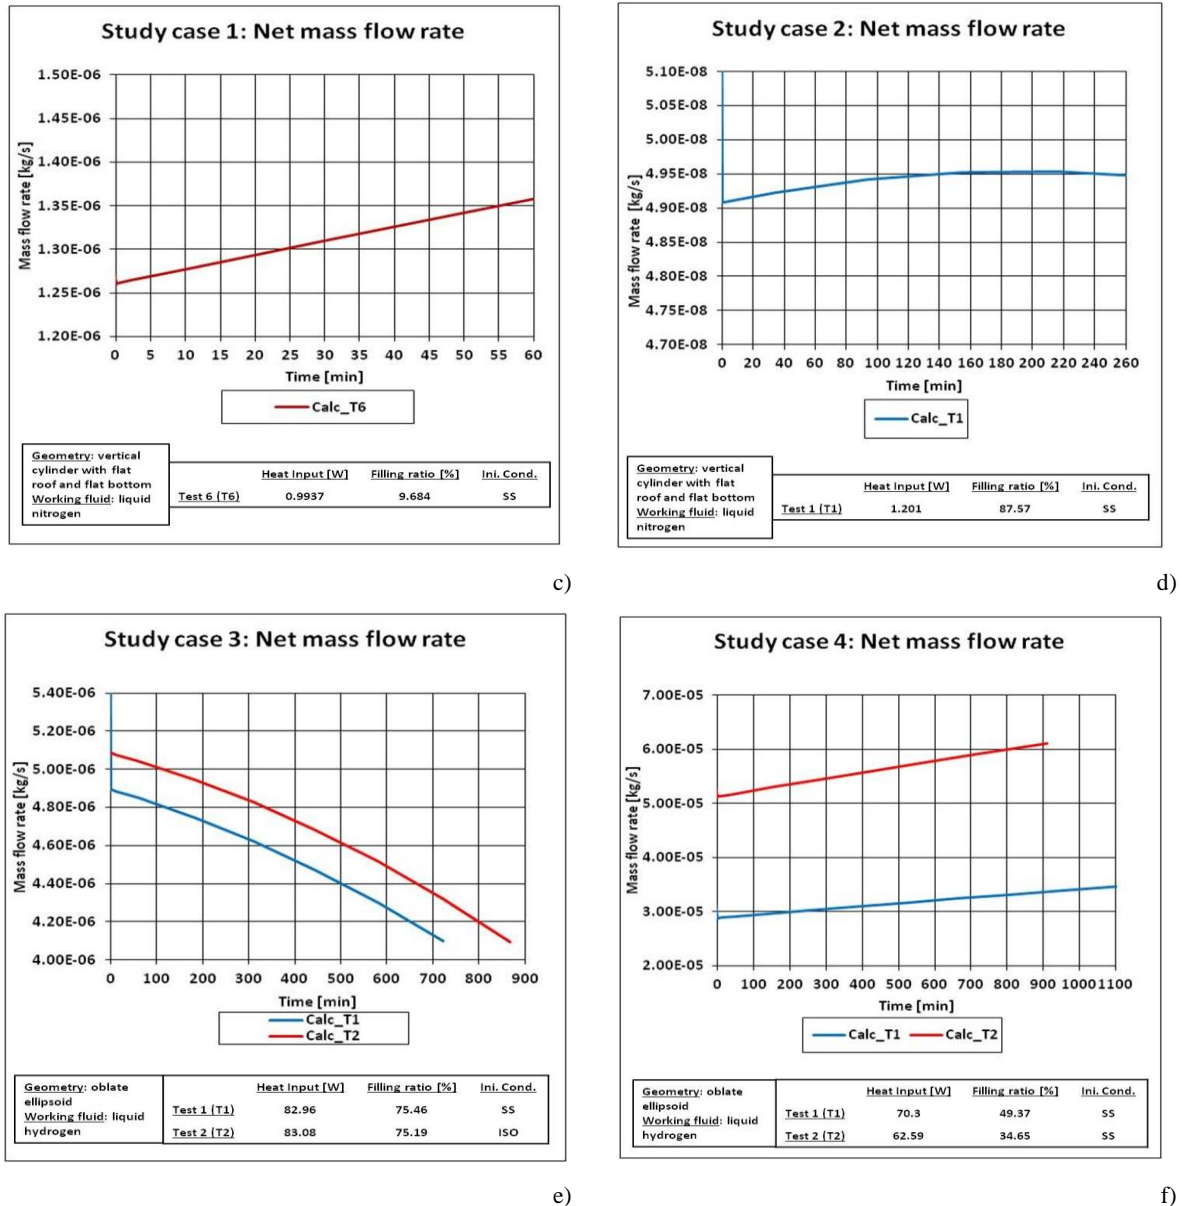 Study case 1: Net mass flow rate
1.50E-06
1.45E-06
1.40E-06
1.35E-06
1.30E-06
1.25E-06
1.20E-06
Mass flow rate [kg/s]
0 5 10 15 20 25 30 35 40 45 50 55 60
Time [min]
Calc_T6
Geometry: vertical
cylinder with flat
roof and flat bottom
Working fluid: liquid
nitrogen
Heat Input [W] Filling ratio [%] Ini. Cond.
Test 6 (T6) 0.9937 9.684 SS
c)
Study case 2: Net mass flow rate
5.10E-08
5.05E-08
5.00E-08
4.95E-08
4.90E-08
4.85E-08
4.80E-08
4.75E-08
4.70E-08
Mass flow rate [kg/s]
0 20 40 60 80 100 120 140 160 180 200 220 240 260
Time [min]
Calc_T1
Geometry: vertical
cylinder with flat
roof and flat bottom
Working fluid: liquid
nitrogen
Heat Input [W] Filling ratio [%] Ini. Cond.
Test 1 (T1) 1.201 87.57 SS
d)
Study case 3: Net mass flow rate
5.40E-06
5.20E-06
5.00E-06
4.80E-06
4.60E-06
4.40E-06
4.20E-06
4.00E-06
Mass flow rate [kg/s]
0 100 200 300 400 500 600 700 800 900
Time [min]
Calc_T1
Calc_T2
Geometry: oblate
ellipsoid
Working fluid: liquid
hydrogen
Heat Input [W] Filling ratio [%] Ini. Cond.
Test 1 (T1) 82.96 75.46 SS
Test 2 (T2) 83.08 75.19 ISO
e)
Study case 4: Net mass flow rate
7.00E-05
6.00E-05
5.00E-05
4.00E-05
3.00E-05
2.00E-05
Mass flow rate [kg/s]
0 100 200 300 400 500 600 700 800 900 1000 1100
Time [min]
Calc_T1 Calc_T2
Geometry: oblate
ellipsoid
Working fluid: liquid
hydrogen
Heat Input [W] Filling ratio [%] Ini. Cond.
Test 1 (T1) 70.3 49.37 SS
Test 2 (T2) 62.59 34.65 SS
f)